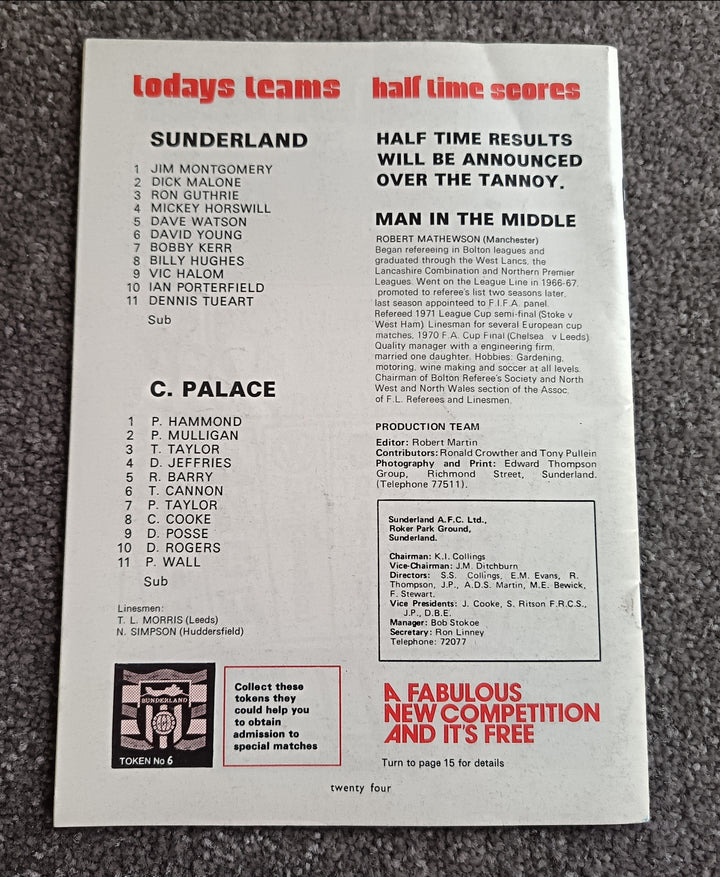 todays teams
SUNDERLAND
1 JIM MONTGOMERY
2 DICK MALONE
3 RON GUTHRIE
4 MICKEY HORSWILL
5 DAVE WATSON
6 DAVID YOUNG
7 BOBBY KERR
8 BILLY HUGHES
9 VIC HALOM
10 IAN PORTERFIELD
11 DENNIS TUEART
Sub
C. PALACE
1 P. HAMMOND
2 P. MULLIGAN
3 T. TAYLOR
4 D. JEFFRIES
5 R. BARRY
6 T. CANNON
7 P. TAYLOR
8 C. COOKE
9 D. POSSE
10 D. ROGERS
11 P. WALL
Sub
Linesmen:
T. L. MORRIS (Leeds)
N. SIMPSON (Huddersfield)
SUNDERLAND
TOKEN No 6
Collect these
tokens they
could help you
to obtain
admission to
special matches
half time scores
HALF TIME RESULTS
WILL BE ANNOUNCED
OVER THE TANNOY.
MAN IN THE MIDDLE
ROBERT MATHEWSON (Manchester)
Began refereeing in Bolton leagues and
graduated through the West Lancs, the
Lancashire Combination and Northern Premier
Leagues. Went on the League Line in 1966-67,
promoted to referee's list two seasons later,
last season appointeed to F.I.F.A. panel.
Refereed 1971 League Cup semi-final (Stoke v
West Ham). Linesman for several European cup
matches, 1970 F.A. Cup Final (Chelsea v Leeds).
Quality manager with a engineering firm,
married one daughter. Hobbies: Gardening,
motoring, wine making and soccer at all levels.
Chairman of Bolton Referee's Society and North
West and North Wales section of the Assoc.
of F.L. Referees and Linesmen.
PRODUCTION TEAM
Editor: Robert Martin
Contributors: Ronald Crowther and Tony Pullein
Photography and Print: Edward Thompson
Group, Richmond Street, Sunderland.
(Telephone 77511).
Sunderland A.F.C. Ltd.,
Roker Park Ground,
Sunderland.
Chairman: K.I. Collings
Vice-Chairman: J.M. Ditchburn
Directors: S.S. Collings, E.M. Evans, R.
Thompson, J.P., A.D.S. Martin, M.E. Bewick,
F. Stewart.
Vice Presidents: J. Cooke, S. Ritson F.R.C.S.,
J.P., D.B.E.
Manager: Bob Stokoe
Secretary: Ron Linney
Telephone: 72077
A FABULOUS
NEW COMPETITION
AND IT'S FREE
Turn to page 15 for details
twenty four